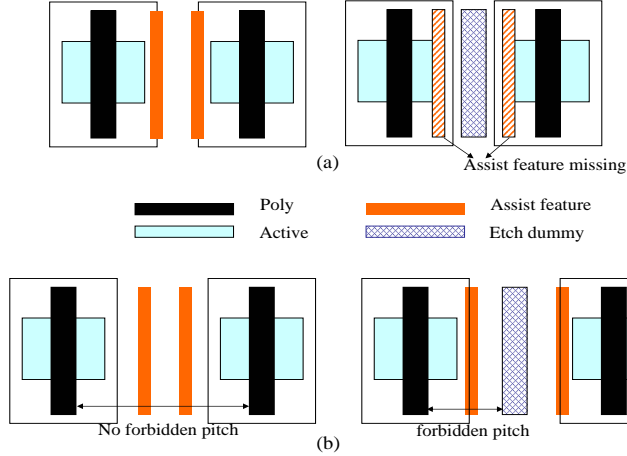 (a)
Assist feature missing
Poly
Assist feature
Active
Etch dummy
No forbidden pitch
forbidden pitch
(b)